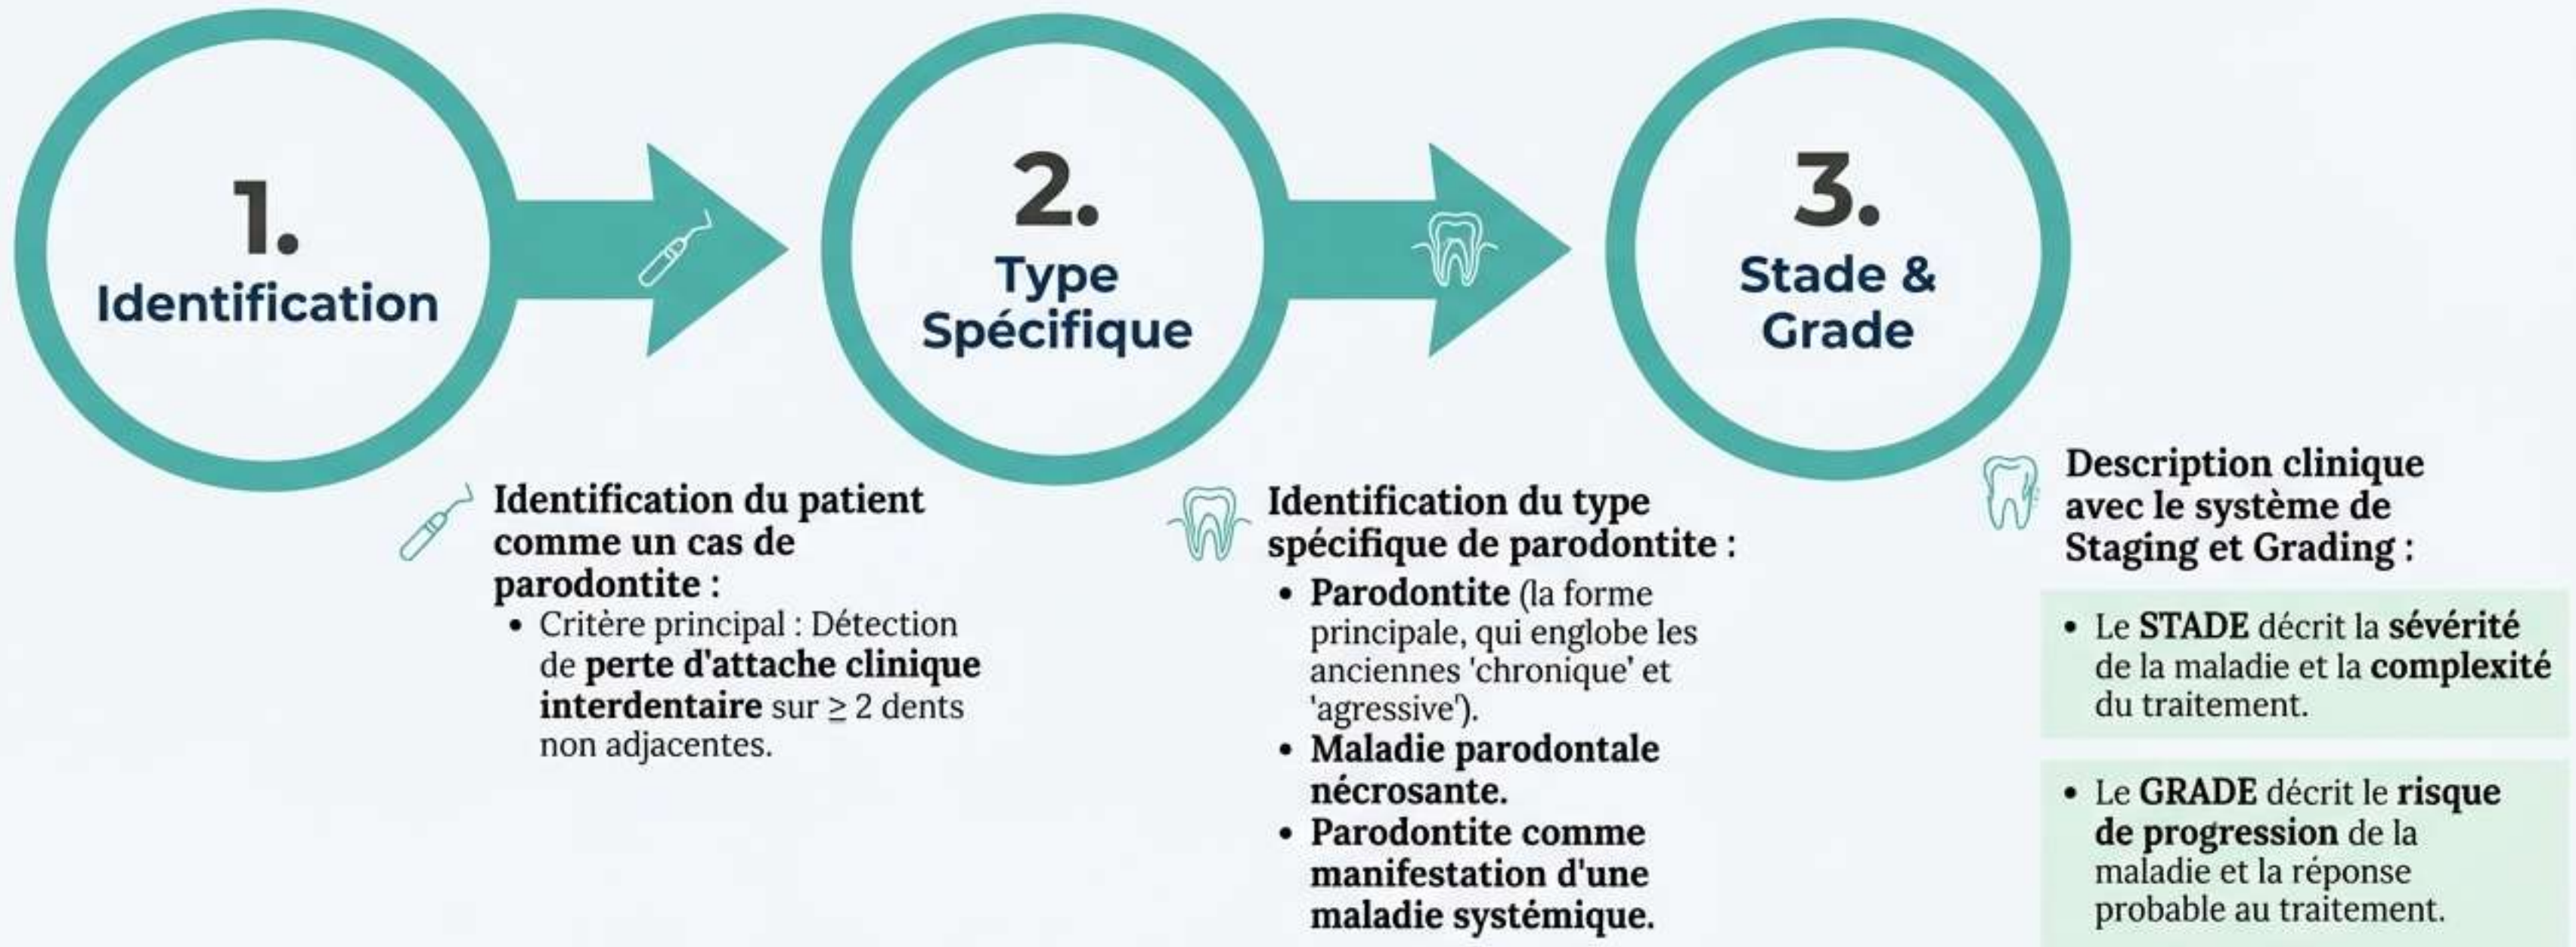 1.
Identification
2.
Type
Spécifique
3.
Stade &
Grade
Identification du patient
comme un cas de
parodontite :
• Critère principal : Détection
de perte d'attache clinique
interdentaire sur ≥ 2 dents
non adjacentes.
Identification du type
spécifique de parodontite :
• Parodontite (la forme
principale, qui englobe les
anciennes 'chronique' et
'agressive').
• Maladie parodontale
nécrosante.
• Parodontite comme
manifestation d'une
maladie systémique.
Description clinique
avec le système de
Staging et Grading :
• Le STADE décrit la sévérité
de la maladie et la complexité
du traitement.
• Le GRADE décrit le risque
de progression de la
maladie et la réponse
probable au traitement.